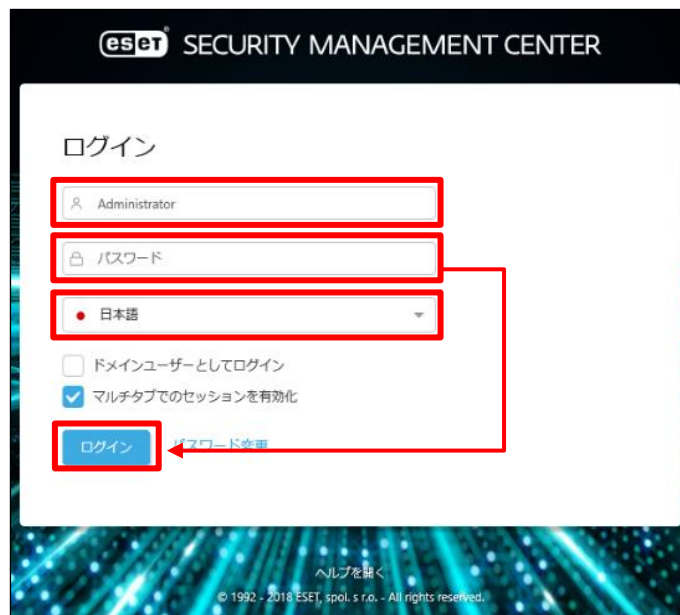 eset SECURITY MANAGEMENT CENTER
ログイン
Administrator
パスワード
日本語
ドメインユーザーとしてログイン
マルチタブでのセッションを有効化
ログイン パスワード変更
ヘルプを開く
© 1992 - 2018 ESET, spol. s r.o. - All rights reserved.